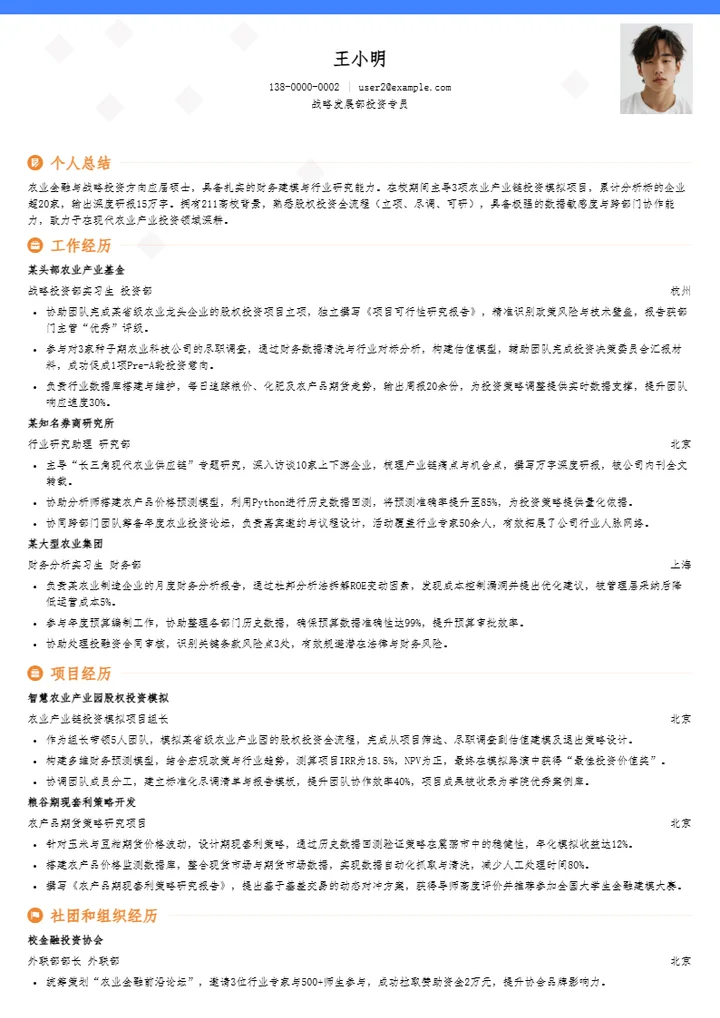 王小明
138-0000-0002 | user2@example.com
战略发展部投资专员
个人总结
农业金融与战略投资方向应届硕士，具备扎实的财务建模与行业研究能力。在校期间主导3项农业产业链投资模拟项目，累计分析标的企业
超20家，输出深度研报15万字。拥有211高校背景，熟悉股权投资全流程（立项、尽调、可研），具备极强的数据敏感度与跨部门协作能
力，致力于在现代农业产业投资领域深耕。
工作经历
某头部农业产业基金
战略投资部实习生 投资部 杭州
• 协助团队完成某省级农业龙头企业的股权投资项目立项，独立撰写《项目可行性研究报告》，精准识别政策风险与技术壁垒，报告获部
门主管“优秀”评级。
• 参与对3家种子期农业科技公司的尽职调查，通过财务数据清洗与行业对标分析，构建估值模型，辅助团队完成投资决策委员会汇报材
料，成功促成1项Pre-A轮投资意向。
• 负责行业数据库搭建与维护，每日追踪粮价、化肥及农产品期货走势，输出周报20余份，为投资策略调整提供实时数据支撑，提升团队
响应速度30%。
某知名券商研究所
行业研究助理 研究部 北京
• 主导“长三角现代农业供应链”专题研究，深入访谈10家上下游企业，梳理产业链痛点与机会点，撰写万字深度研报，被公司内刊全文
转载。
• 协助分析师搭建农产品价格预测模型，利用Python进行历史数据回测，将预测准确率提升至85%，为投资策略提供量化依据。
• 协同跨部门团队筹备年度农业投资论坛，负责嘉宾邀约与议程设计，活动覆盖行业专家50余人，有效拓展了公司行业人脉网络。
某大型农业集团
财务分析实习生 财务部 上海
• 负责某农业制造企业的月度财务分析报告，通过杜邦分析法拆解ROE变动因素，发现成本控制漏洞并提出优化建议，被管理层采纳后降
低运营成本5%。
• 参与年度预算编制工作，协助整理各部门历史数据，确保预算数据准确性达99%，提升预算审批效率。
• 协助处理投融资合同审核，识别关键条款风险点3处，有效规避潜在法律与财务风险。
项目经历
智慧农业产业园股权投资模拟
农业产业链投资模拟项目组长 北京
• 作为组长带领5人团队，模拟某省级农业产业园的股权投资全流程，完成从项目筛选、尽职调查到估值建模及退出策略设计。
• 构建多维财务预测模型，结合宏观政策与行业趋势，测算项目IRR为18.5%，NPV为正，最终在模拟路演中获得“最佳投资价值奖”。
• 协调团队成员分工，建立标准化尽调清单与报告模板，提升团队协作效率40%，项目成果被收录为学院优秀案例库。
粮谷期现套利策略开发
农产品期货策略研究项目 北京
• 针对玉米与豆粕期货价格波动，设计期现套利策略，通过历史数据回测验证策略在震荡市中的稳健性，年化模拟收益达12%。
• 搭建农产品价格监测数据库，整合现货市场与期货市场数据，实现数据自动化抓取与清洗，减少人工处理时间80%。
• 撰写《农产品期现套利策略研究报告》，提出基于基差交易的动态对冲方案，获得导师高度评价并推荐参加全国大学生金融建模大赛。
社团和组织经历
校金融投资协会
外联部部长 外联部 北京
• 统筹策划“农业金融前沿论坛”，邀请3位行业专家与500+师生参与，成功拉取赞助资金2万元，提升协会品牌影响力。